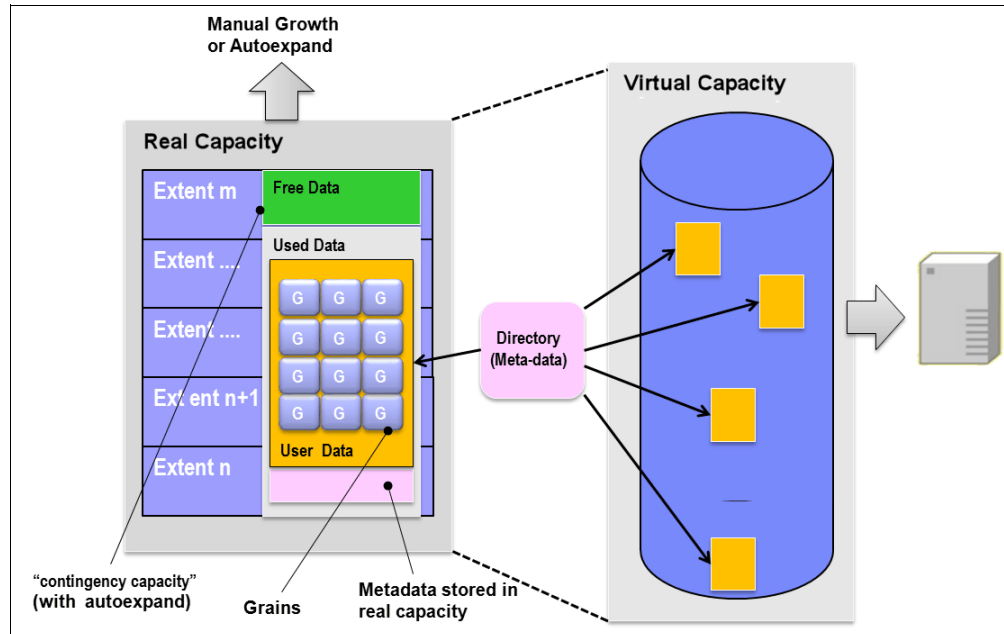 Manual Growth
or Autoexpand
Real Capacity
Extent m
Free Data
Used Data
Extent ....
Extent ....
Ext ent n+1
Extent n
G G G
G G G
G G G
G G G
User Data
Directory
(Meta-data)
Virtual Capacity
"contingency capacity"
(with autoexpand)
Grains
Metadata stored in
real capacity